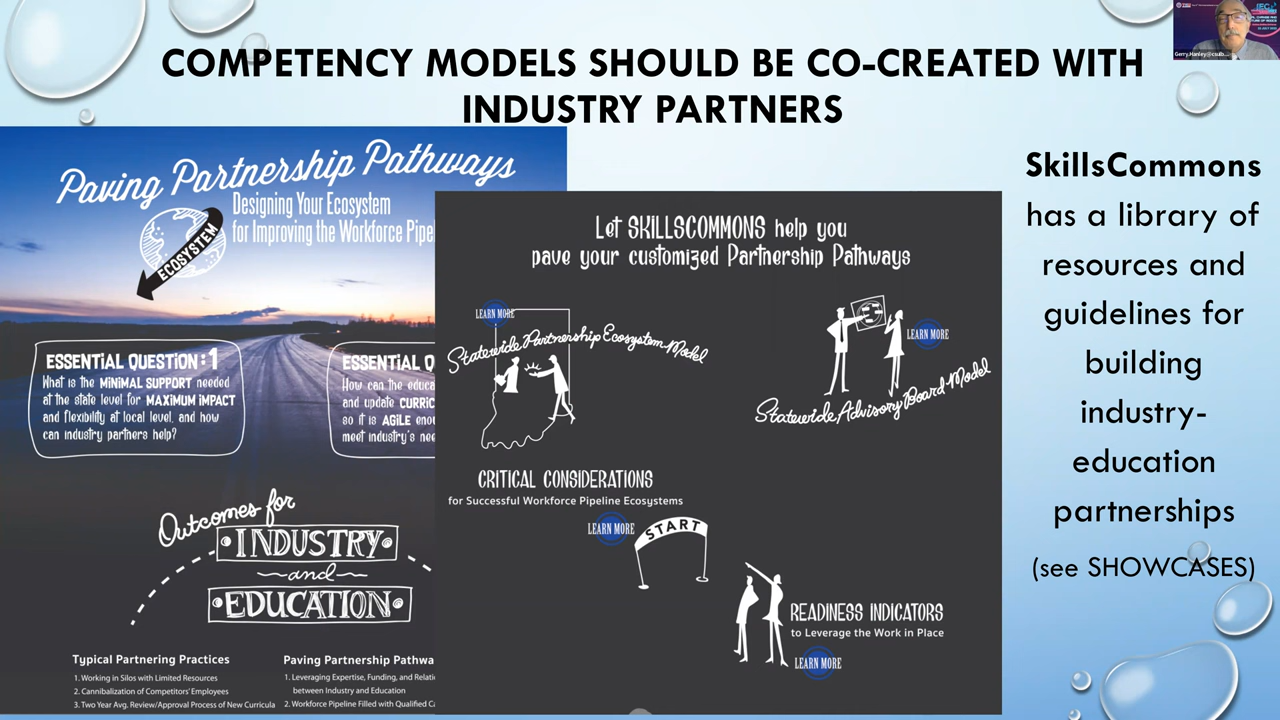 COMPETENCY MODELS SHOULD BE CO-CREATED WITH
INDUSTRY PARTNERS
Gerry.Hanley@csulb...
Paving Partnership Pathways
Designing Your Ecosystem
for Improving the Workforce Pipe
ECOSYSTEM
ESSENTIAL QUESTION:1
What is the MINIMAL SUPPORT needed
at the state level for MAXIMUM IMPACT
and flexibility at local level, and how
can industry partners help?
ESSENTIAL Q
How can the educa
and update CURRIC
so it is AGILE enou
meet industry's nee
Outcomes for
INDUSTRY
and
EDUCATION
Typical Partnering Practices
1. Working in Silos with Limited Resources
2. Cannibalization of Competitors' Employees
3. Two Year Avg. Review/Approval Process of New Curricula
Paving Partnership Pathwa
1. Leveraging Expertise, Funding, and Relati
between Industry and Education
2. Workforce Pipeline Filled with Qualified Ca
Let SKILLSCOMMONS help you
pave your customized Partnership Pathways
LEARN MORE
Statewide Partnership Ecosystem Model
LEARN MORE
Statewide Advisory Board Model
CRITICAL CONSIDERATIONS
for Successful Workforce Pipeline Ecosystems
LEARN MORE
START
READINESS INDICATORS
to Leverage the Work in Place
LEARN MORE
SkillsCommons
has a library of
resources and
guidelines for
building
industry-
education
partnerships
(see SHOWCASES)